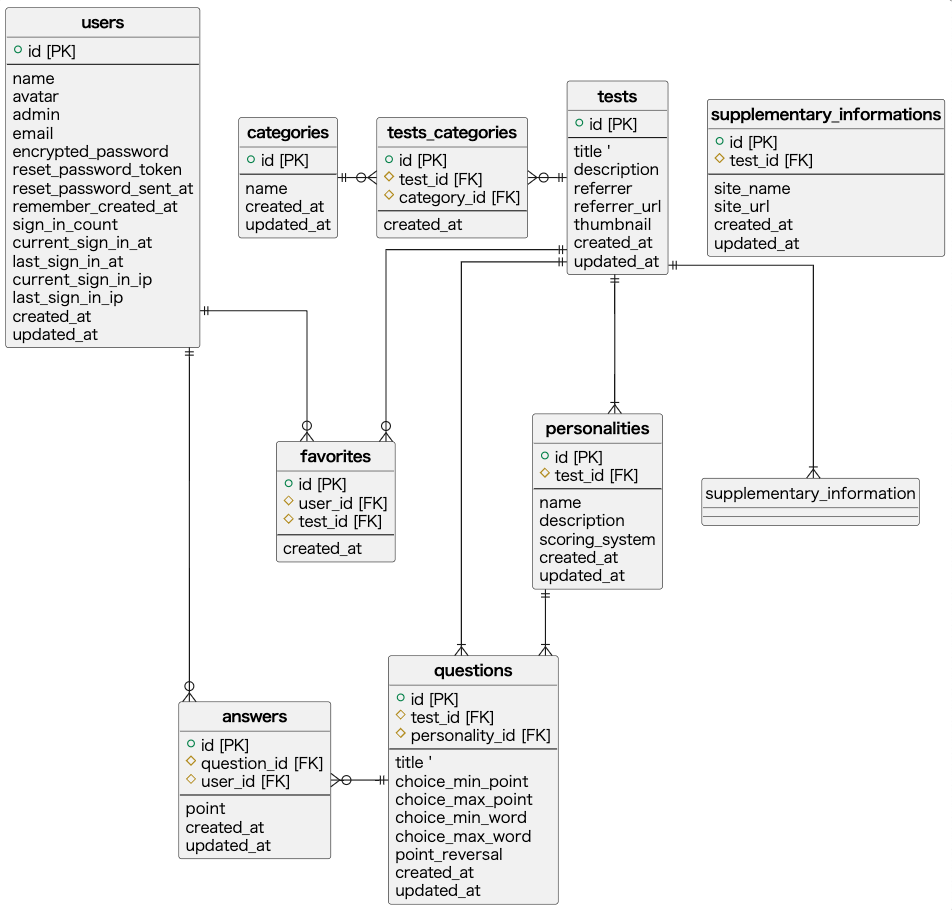 users
id [PK]
name
avatar
admin
email
encrypted_password
reset_password_token
reset_password_sent_at
remember_created_at
sign_in_count
current_sign_in_at
last_sign_in_at
current_sign_in_ip
last_sign_in_ip
created_at
updated_at
categories
id [PK]
name
created_at
updated_at
tests_categories
id [PK]
test_id [FK]
category_id [FK]
created_at
tests
id [PK]
title '
description
referrer
referrer_url
thumbnail
created_at
updated_at
supplementary_informations
id [PK]
test_id [FK]
site_name
site_url
created_at
updated_at
favorites
id [PK]
user_id [FK]
test_id [FK]
created_at
personalities
id [PK]
test_id [FK]
name
description
scoring_system
created_at
updated_at
supplementary_information
answers
id [PK]
question_id [FK]
user_id [FK]
point
created_at
updated_at
questions
id [PK]
test_id [FK]
personality_id [FK]
title '
choice_min_point
choice_max_point
choice_min_word
choice_max_word
point_reversal
created_at
updated_at